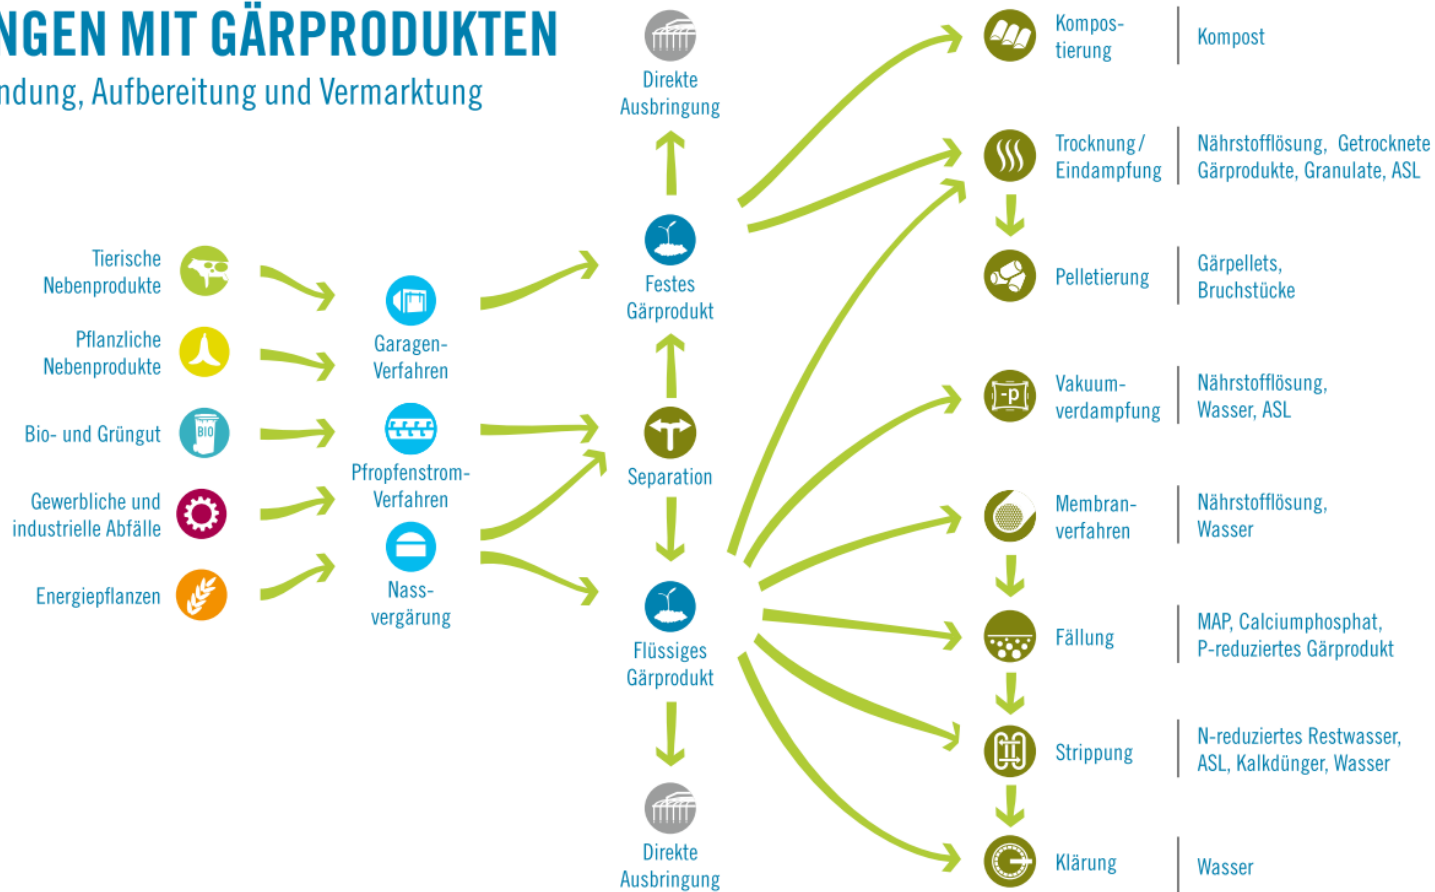 NGEN MIT GÄRPRODUKTEN
ndung, Aufbereitung und Vermarktung
Tierische
Nebenprodukte
Pflanzliche
Nebenprodukte
Bio- und Grüngut
BIO
Gewerbliche und
industrielle Abfälle
Energiepflanzen
Garagen-
Verfahren
Pfropfenstrom-
Verfahren
Nass-
vergärung
Direkte
Ausbringung
Festes
Gärprodukt
Separation
Flüssiges
Gärprodukt
Direkte
Ausbringung
Kompos-
tierung
Kompost
Trocknung/
Eindampfung
Nährstofflösung, Getrocknete
Gärprodukte, Granulate, ASL
Pelletierung
Gärpellets,
Bruchstücke
-p
Vakuum-
verdampfung
Nährstofflösung,
Wasser, ASL
Membran-
verfahren
Nährstofflösung,
Wasser
Fällung
MAP, Calciumphosphat,
P-reduziertes Gärprodukt
Strippung
N-reduziertes Restwasser,
ASL, Kalkdünger, Wasser
Klärung
Wasser